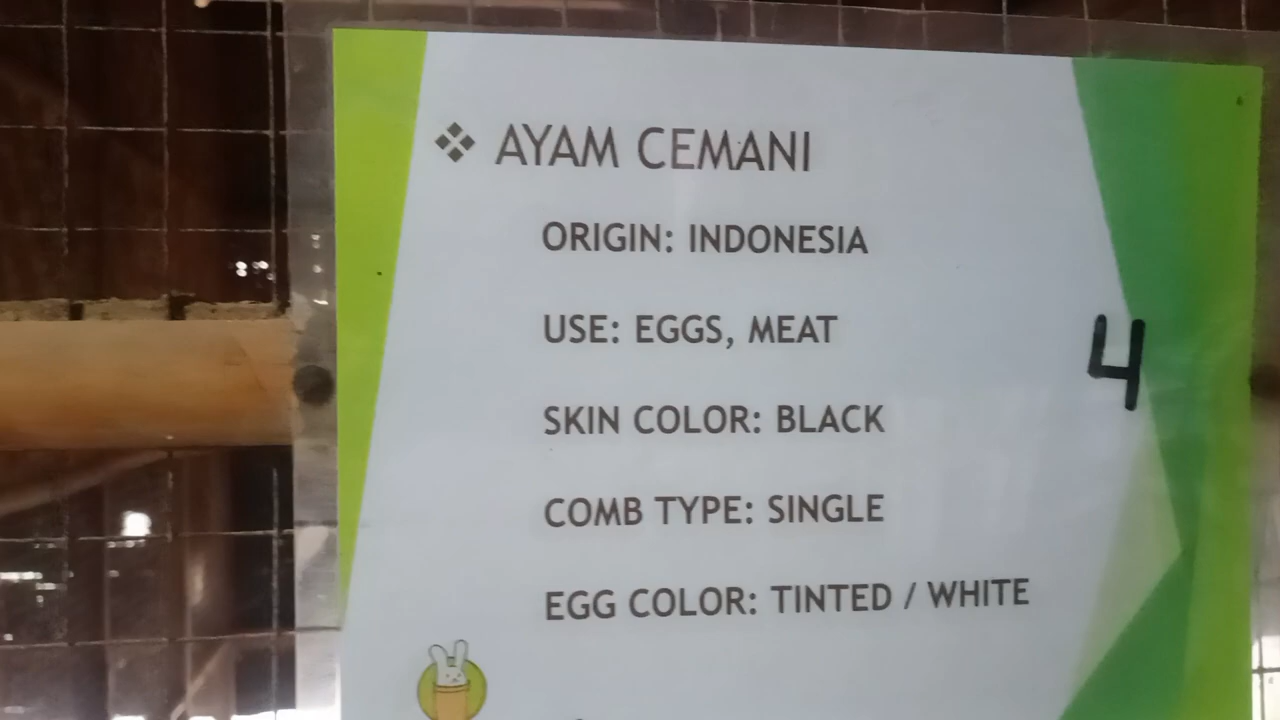 ❖ AYAM CEMANI
ORIGIN: INDONESIA
USE: EGGS, MEAT
4
SKIN COLOR: BLACK
COMB TYPE: SINGLE
EGG COLOR: TINTED / WHITE